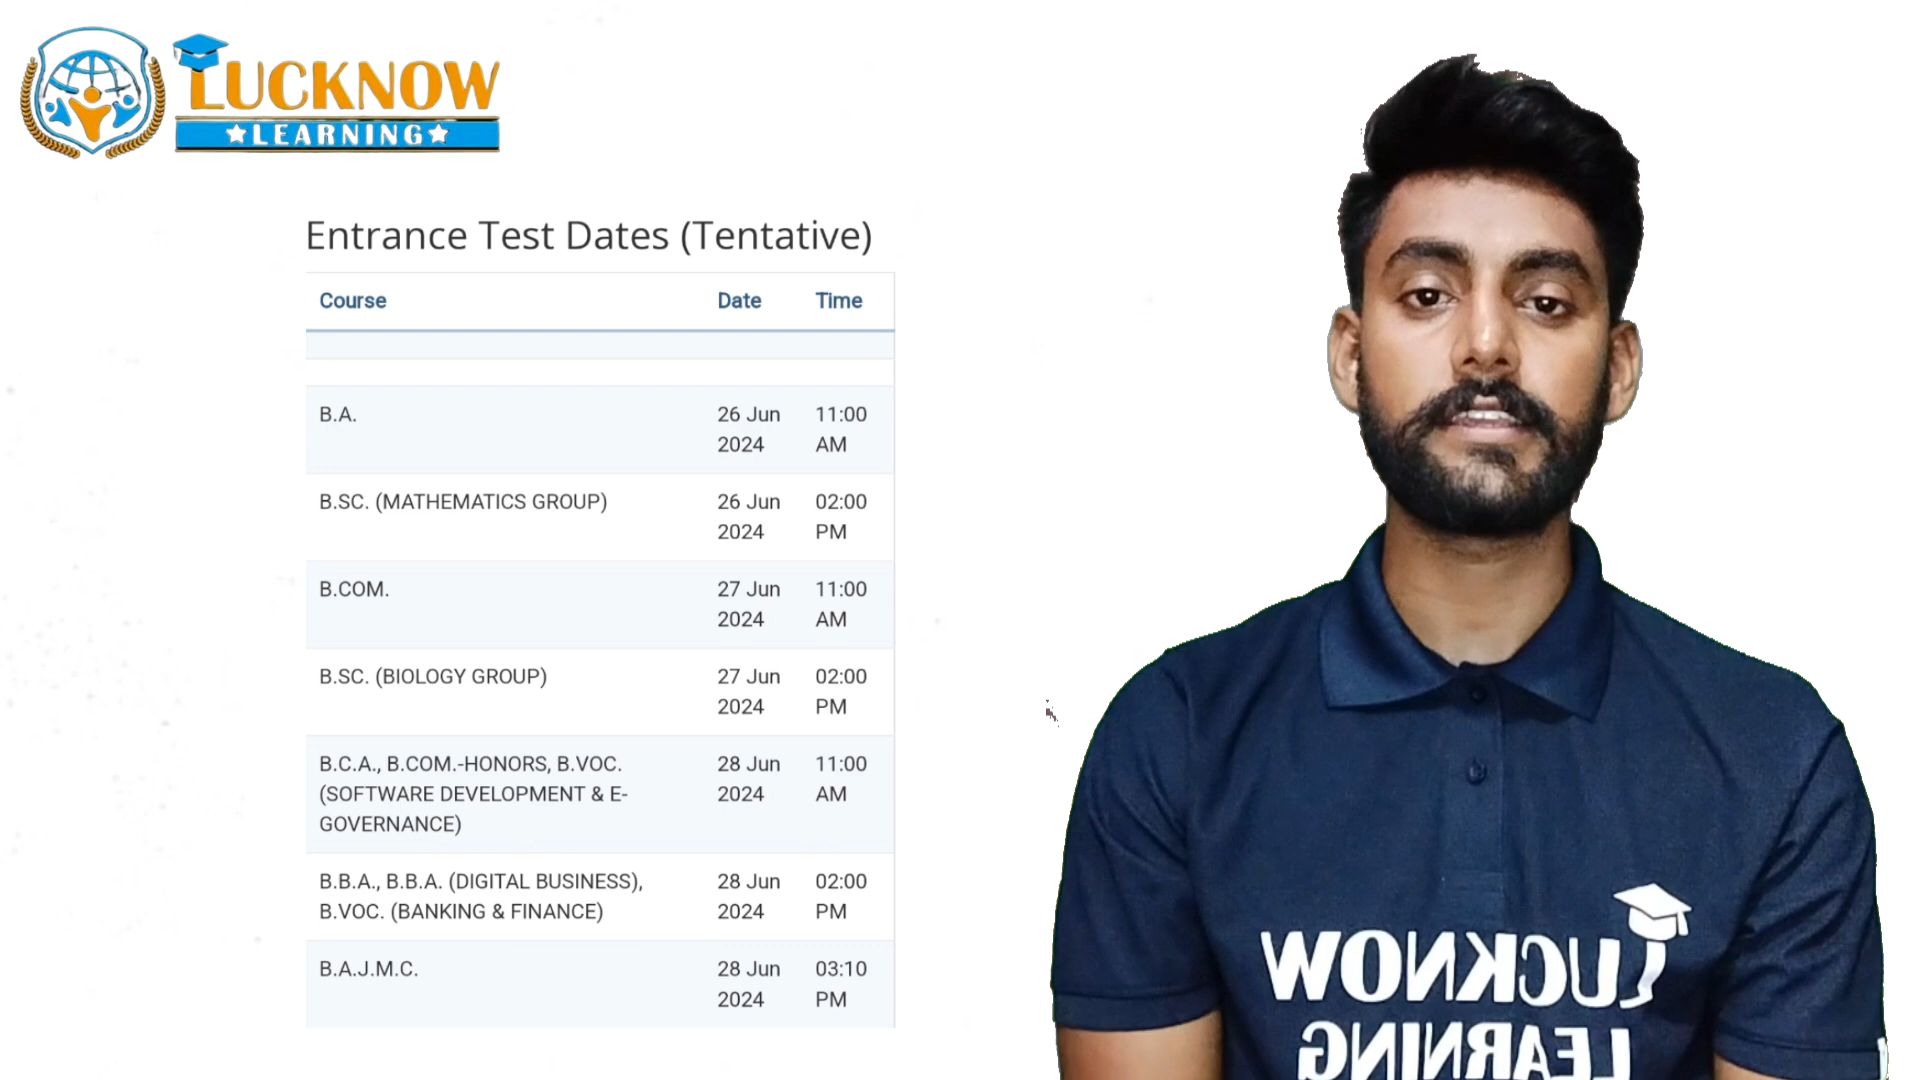 LUCKNOW
LEARNING
Entrance Test Dates (Tentative)
Course Date Time
B.A. 26 Jun 2024 11:00 AM
B.SC. (MATHEMATICS GROUP) 26 Jun 2024 02:00 PM
B.COM. 27 Jun 2024 11:00 AM
B.SC. (BIOLOGY GROUP) 27 Jun 2024 02:00 PM
B.C.A., B.COM.-HONORS, B.VOC. (SOFTWARE DEVELOPMENT & E-GOVERNANCE) 28 Jun 2024 11:00 AM
B.B.A., B.B.A. (DIGITAL BUSINESS), B.VOC. (BANKING & FINANCE) 28 Jun 2024 02:00 PM
B.A.J.M.C. 28 Jun 2024 03:10 PM
LUCKNOW
LEARNING